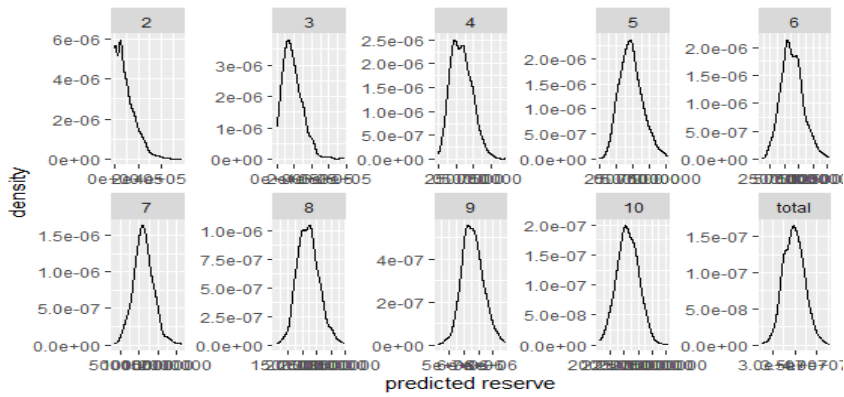 2 3 4 5 6
6e-06
4e-06
2e-06
0e+00
3e-06
2e-06
1e-06
0e+00
2.5e-06
2.0e-06
1.5e-06
1.0e-06
5.0e-07
0.0e+00
2.0e-06
1.5e-06
1.0e-06
5.0e-07
0.0e+00
2.0e-06
1.5e-06
1.0e-06
5.0e-07
0.0e+00
density
7 8 9 10 total
1.5e-06
1.0e-06
5.0e-07
0.0e+00
1.0e-06
7.5e-07
5.0e-07
2.5e-07
0.0e+00
4e-07
2e-07
0e+00
2.0e-07
1.5e-07
1.0e-07
5.0e-08
0.0e+00
1.5e-07
1.0e-07
5.0e-08
0.0e+00
predicted reserve